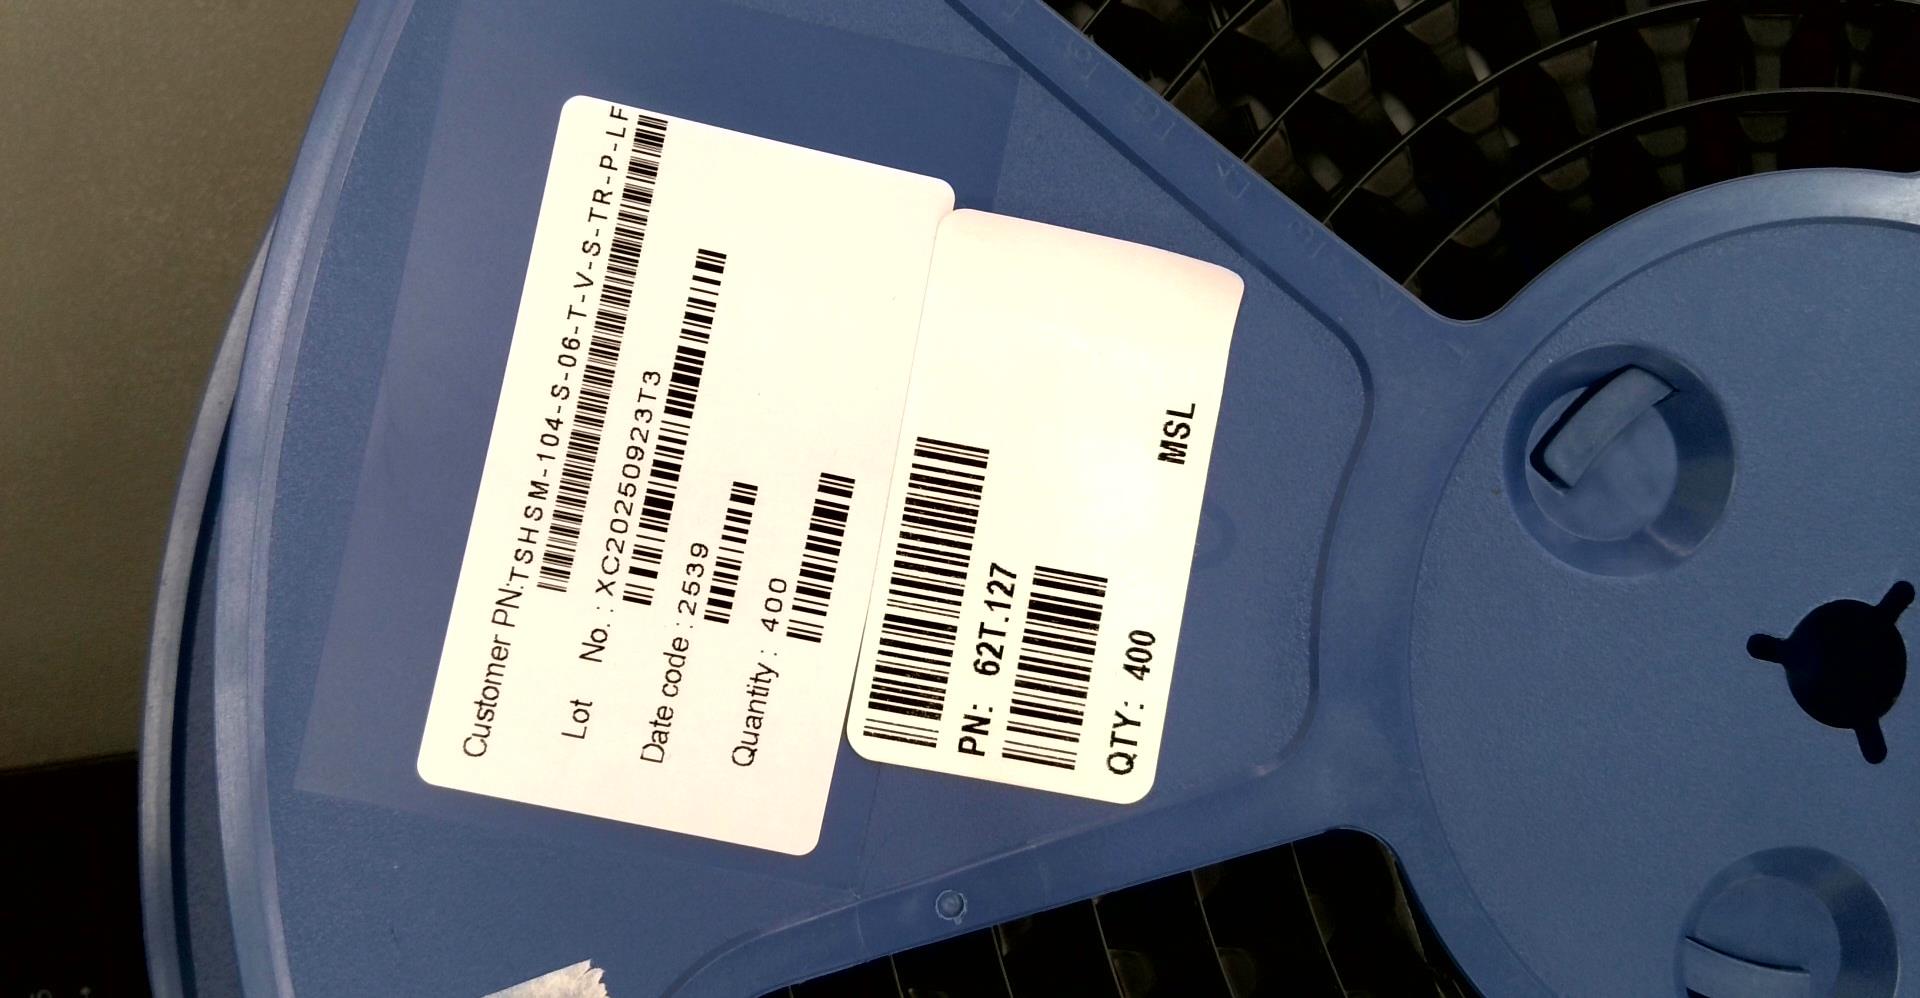 Customer PN:TSHSM-104-S-06-T-V-S-TR-P-LF
Lot No.: XC20250923T3
Date code: 2539
Quantity: 400
PN: 62T.127
QTY: 400
MSL